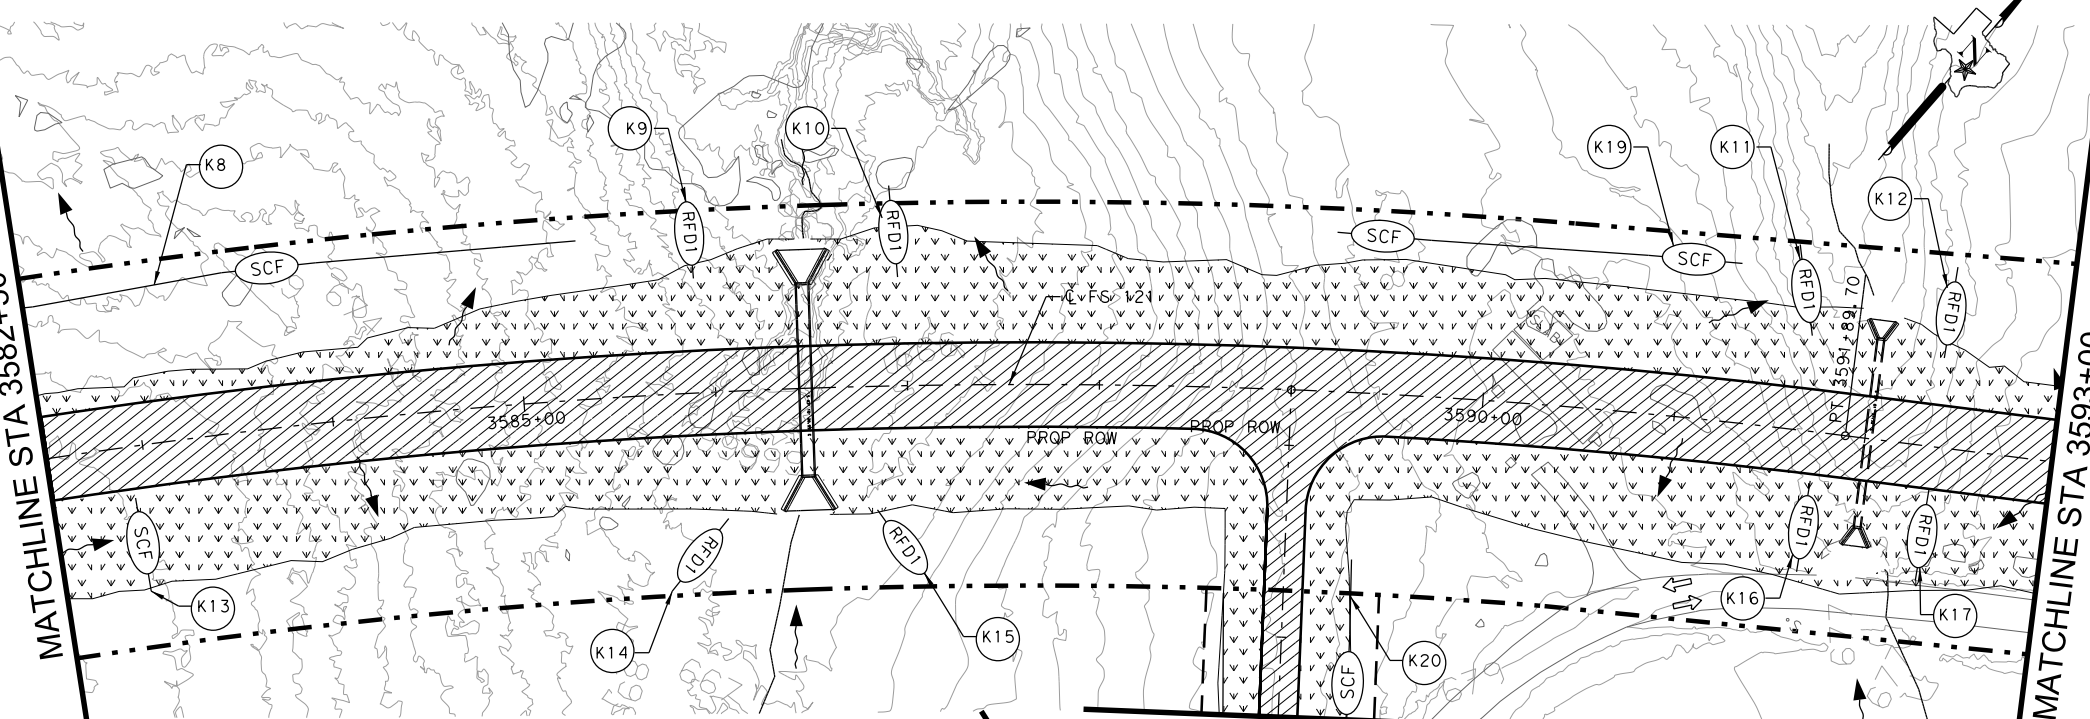 K9
K10
K19
K11
K8
K12
RFD1
RFD1
SCF
SCF
SCF
RFD1
RFD1
℄ FS 121
PT 3591+89.70
3585+00
3590+00
PROP ROW
PROP ROW
MATCHLINE STA 3582+50
MATCHLINE STA 3593+00
SCF
RFD1
RFD1
RFD1
RFD1
K13
K14
K15
K16
K17
K20
SCF